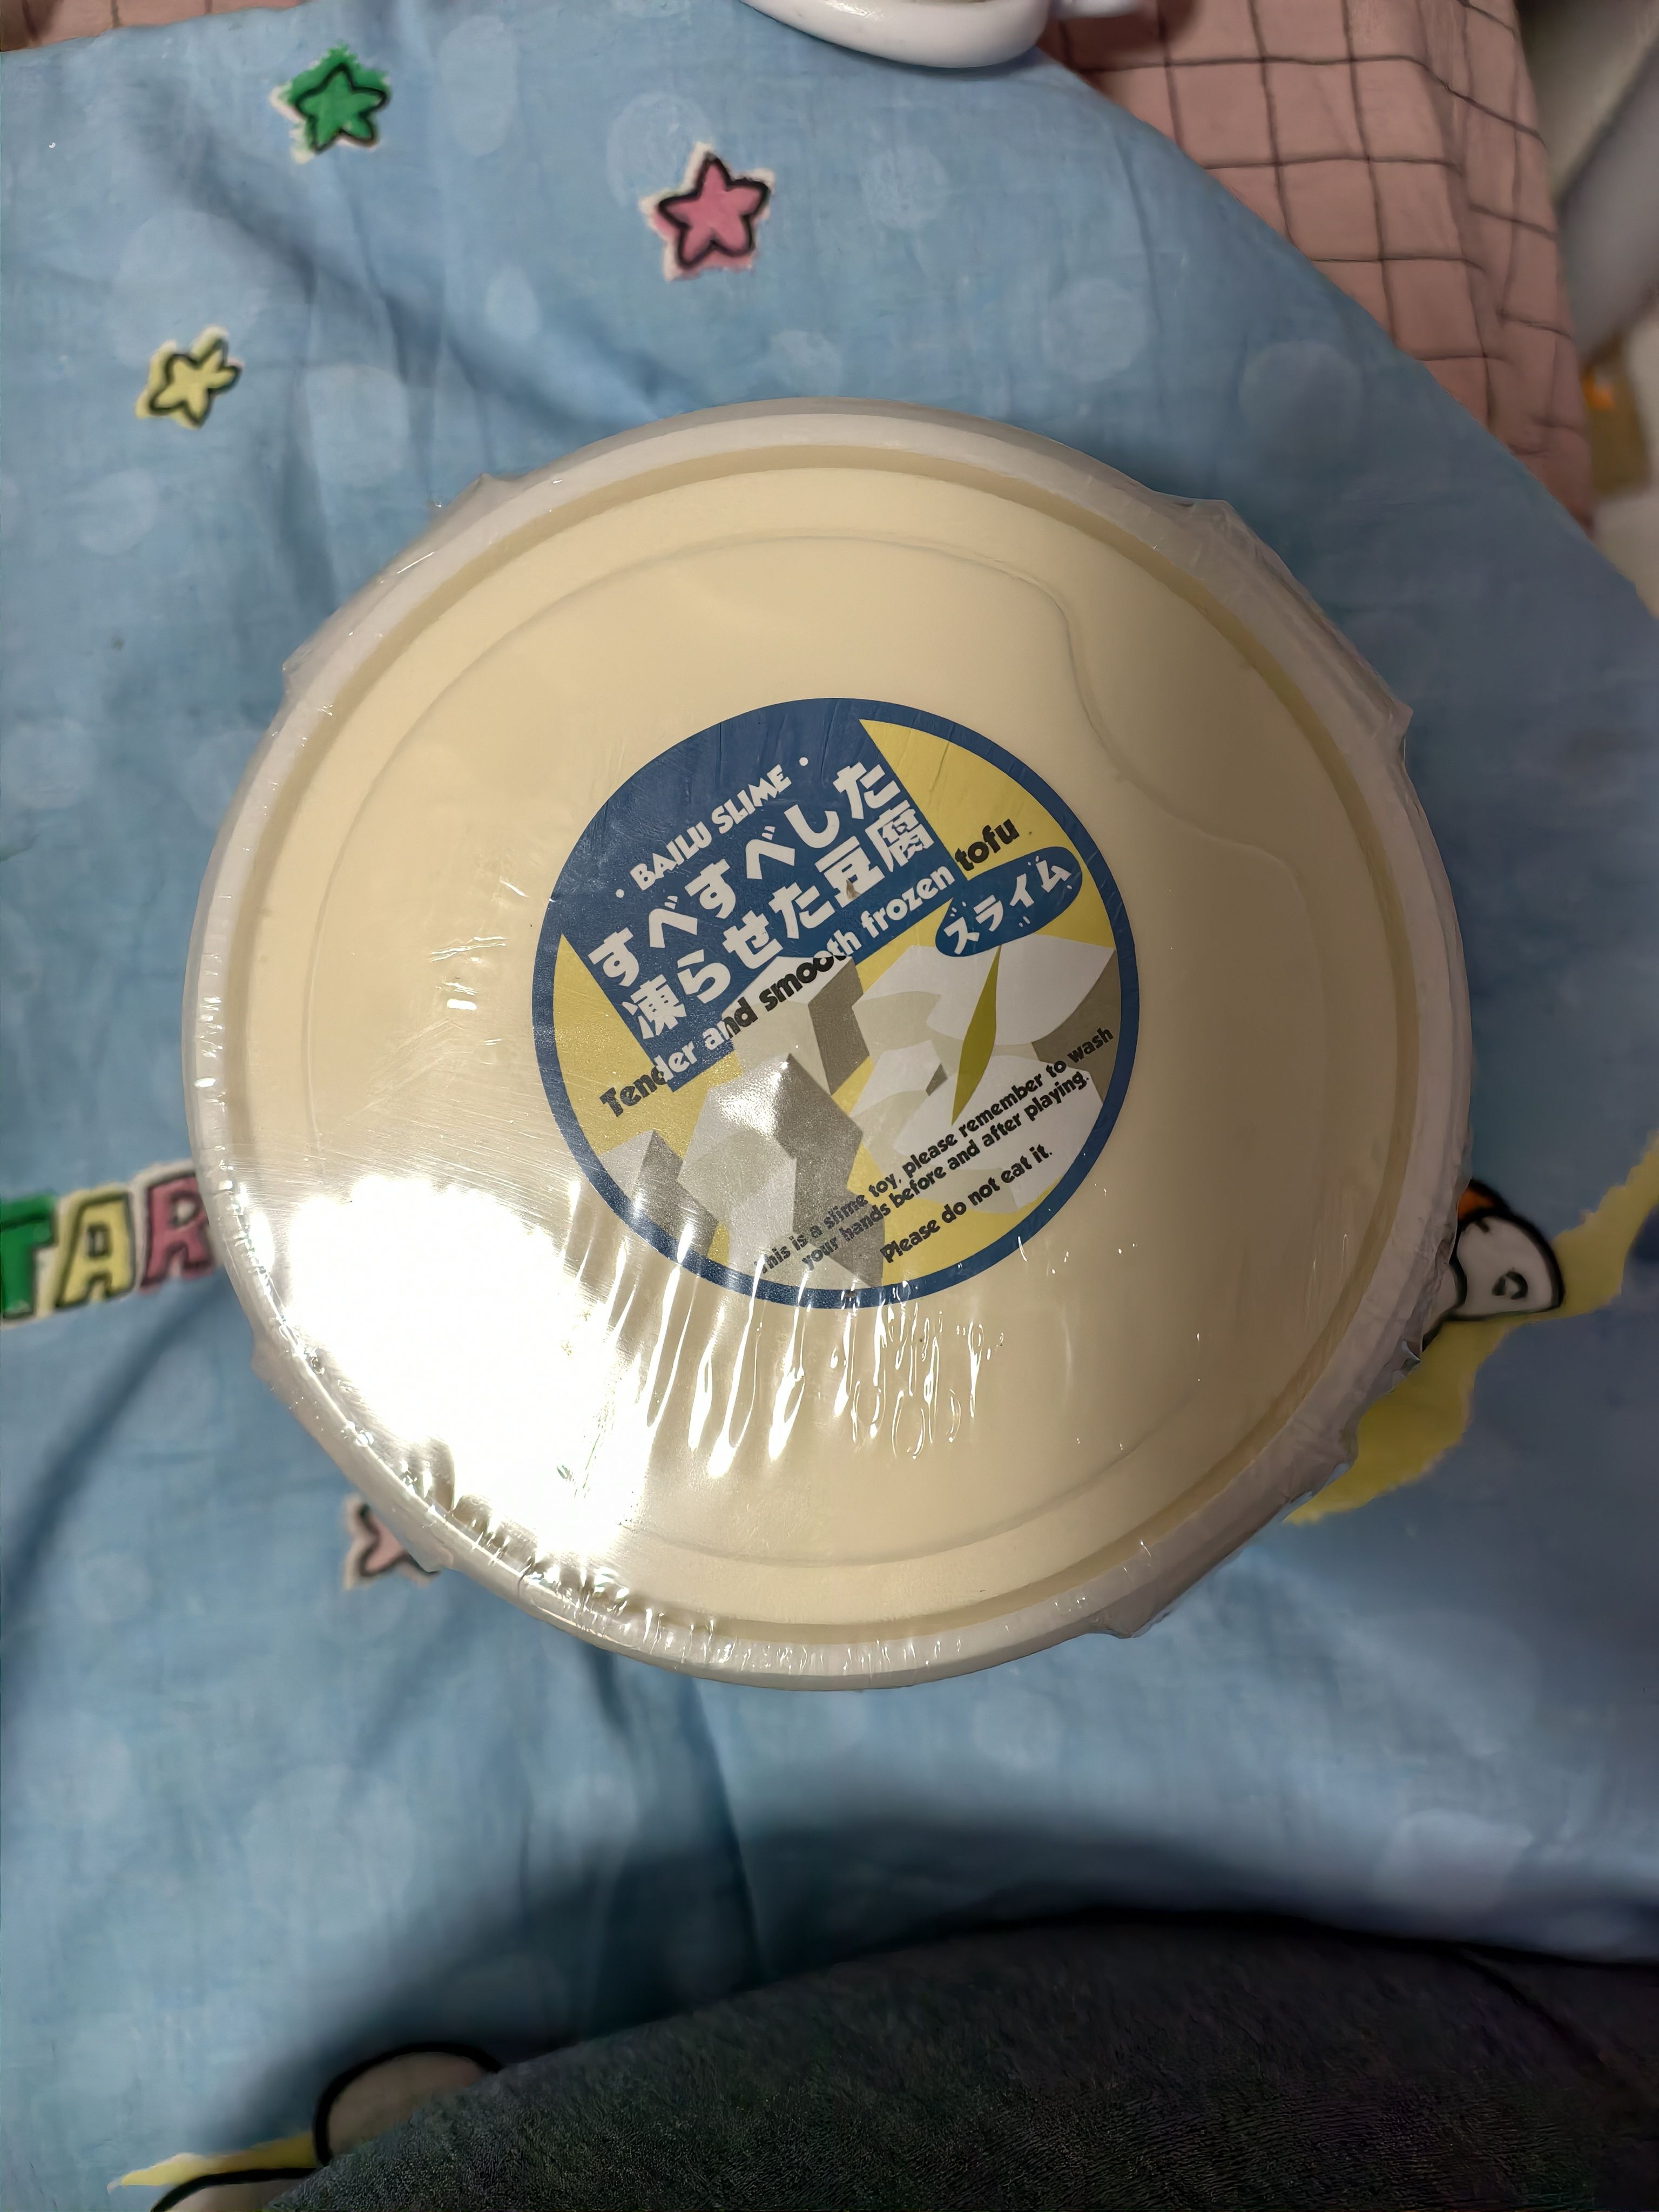 · BAILU SLIME ·
すべすべした
凍らせた豆腐
Tender and smooth frozen tofu
スライム
This is a slime toy, please remember to wash
your hands before and after playing.
Please do not eat it.
TAR